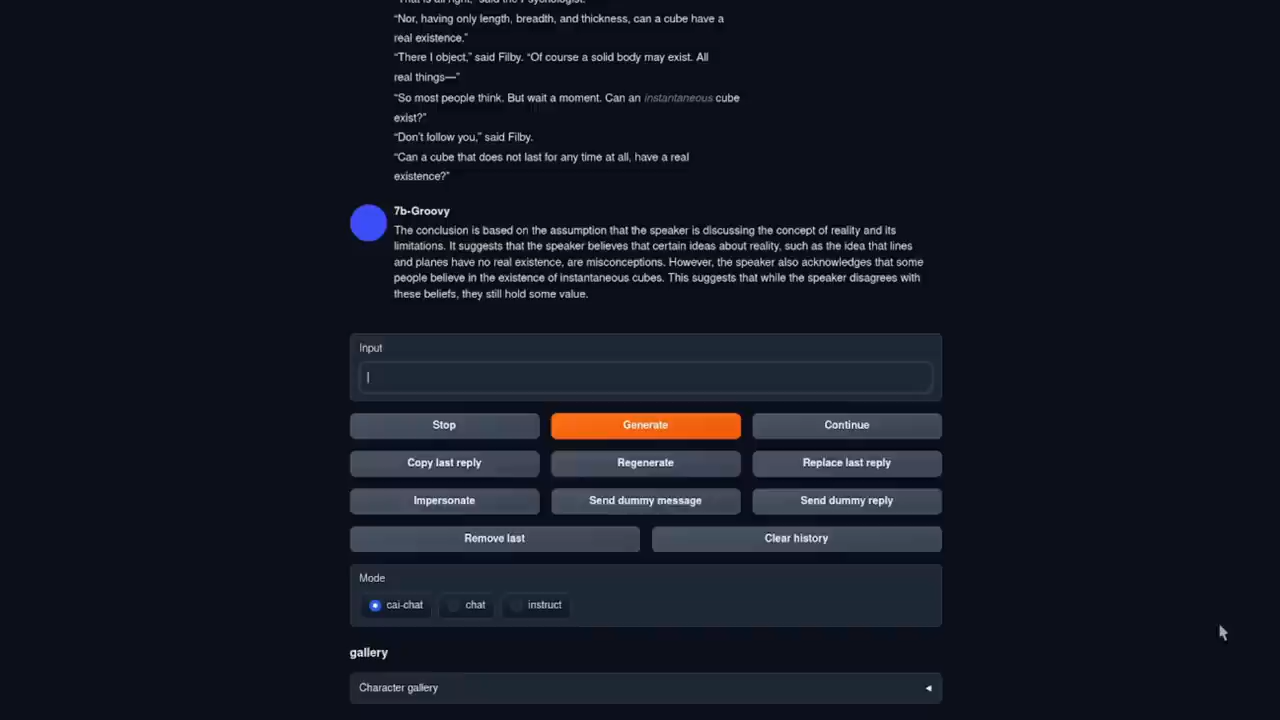 "That is all right," said the Psychologist.
“Nor, having only length, breadth, and thickness, can a cube have a
real existence.”
“There I object,” said Filby. “Of course a solid body may exist. All
real things—”
“So most people think. But wait a moment. Can an instantaneous cube
exist?”
“Don’t follow you,” said Filby.
“Can a cube that does not last for any time at all, have a real
existence?”
7b-Groovy
The conclusion is based on the assumption that the speaker is discussing the concept of reality and its
limitations. It suggests that the speaker believes that certain ideas about reality, such as the idea that lines
and planes have no real existence, are misconceptions. However, the speaker also acknowledges that some
people believe in the existence of instantaneous cubes. This suggests that while the speaker disagrees with
these beliefs, they still hold some value.
Input
Stop
Generate
Continue
Copy last reply
Regenerate
Replace last reply
Impersonate
Send dummy message
Send dummy reply
Remove last
Clear history
Mode
cai-chat
chat
instruct
gallery
Character gallery